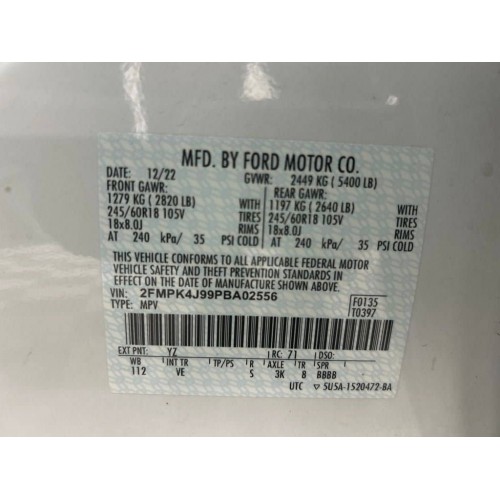 MFD. BY FORD MOTOR CO.
DATE: 12/22 GVWR: 2449 KG ( 5400 LB)
FRONT GAWR: REAR GAWR:
1279 KG ( 2820 LB) WITH 1197 KG ( 2640 LB) WITH
245/60R18 105V TIRES 245/60R18 105V TIRES
18x8.0J RIMS 18x8.0J RIMS
AT 240 kPa/ 35 PSI COLD AT 240 kPa/ 35 PSI COLD
THIS VEHICLE CONFORMS TO ALL APPLICABLE FEDERAL MOTOR
VEHICLE SAFETY AND THEFT PREVENTION STANDARDS IN
EFFECT ON THE DATE OF MANUFACTURE SHOWN ABOVE.
VIN: 2FMPK4J99PBA02556 F0135
TYPE: MPV T0397
EXT PNT: YZ RC: 71 DSO:
WB INT TR TP/PS R AXLE TR SPR
112 VE 5 3K 8 BBBB
UTC 5U5A-1520472-BA